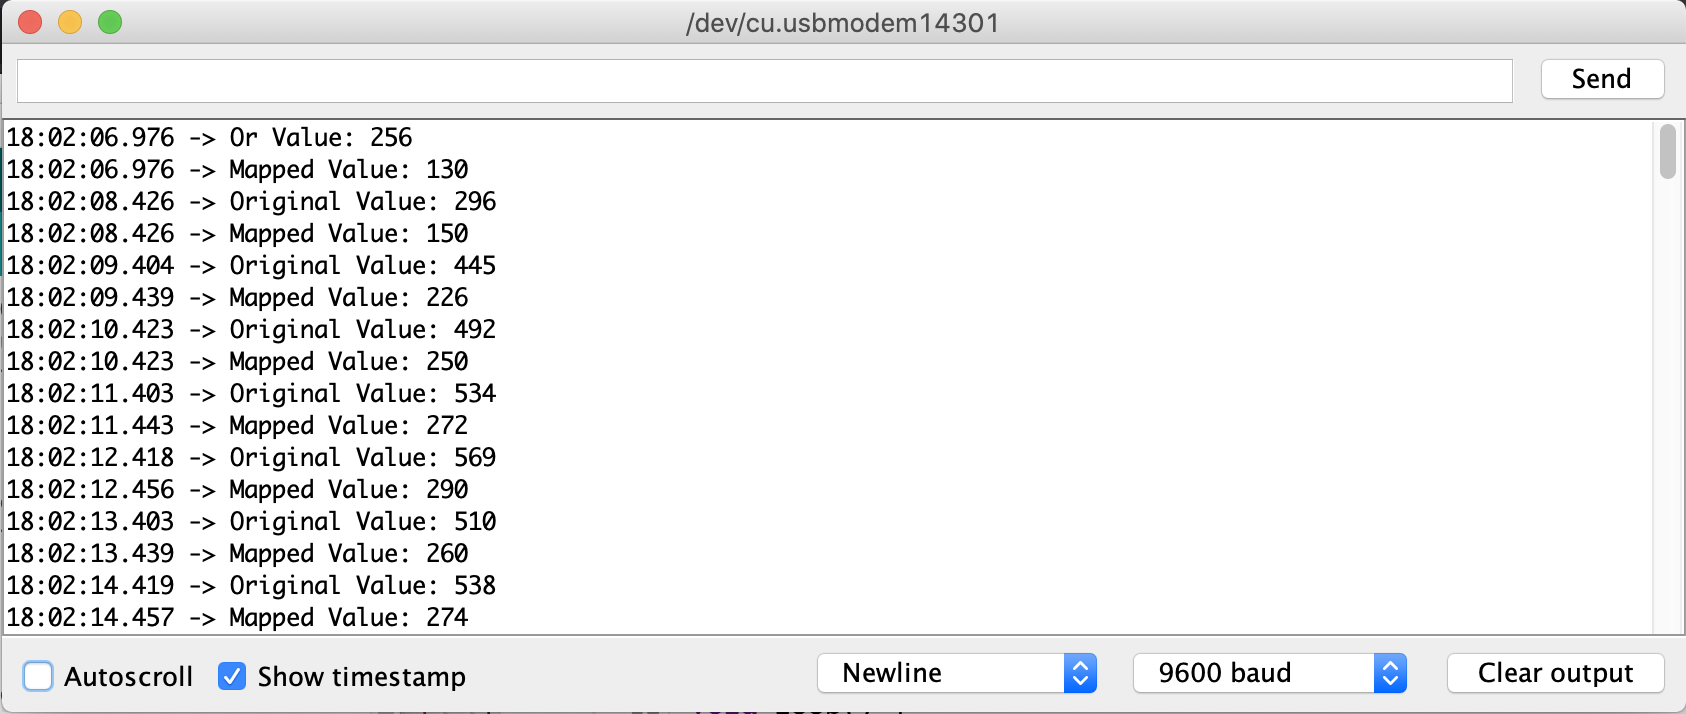 /dev/cu.usbmodem14301
Send
18:02:06.976 -> Or Value: 256
18:02:06.976 -> Mapped Value: 130
18:02:08.426 -> Original Value: 296
18:02:08.426 -> Mapped Value: 150
18:02:09.404 -> Original Value: 445
18:02:09.439 -> Mapped Value: 226
18:02:10.423 -> Original Value: 492
18:02:10.423 -> Mapped Value: 250
18:02:11.403 -> Original Value: 534
18:02:11.443 -> Mapped Value: 272
18:02:12.418 -> Original Value: 569
18:02:12.456 -> Mapped Value: 290
18:02:13.403 -> Original Value: 510
18:02:13.439 -> Mapped Value: 260
18:02:14.419 -> Original Value: 538
18:02:14.457 -> Mapped Value: 274
Autoscroll Show timestamp Newline 9600 baud Clear output